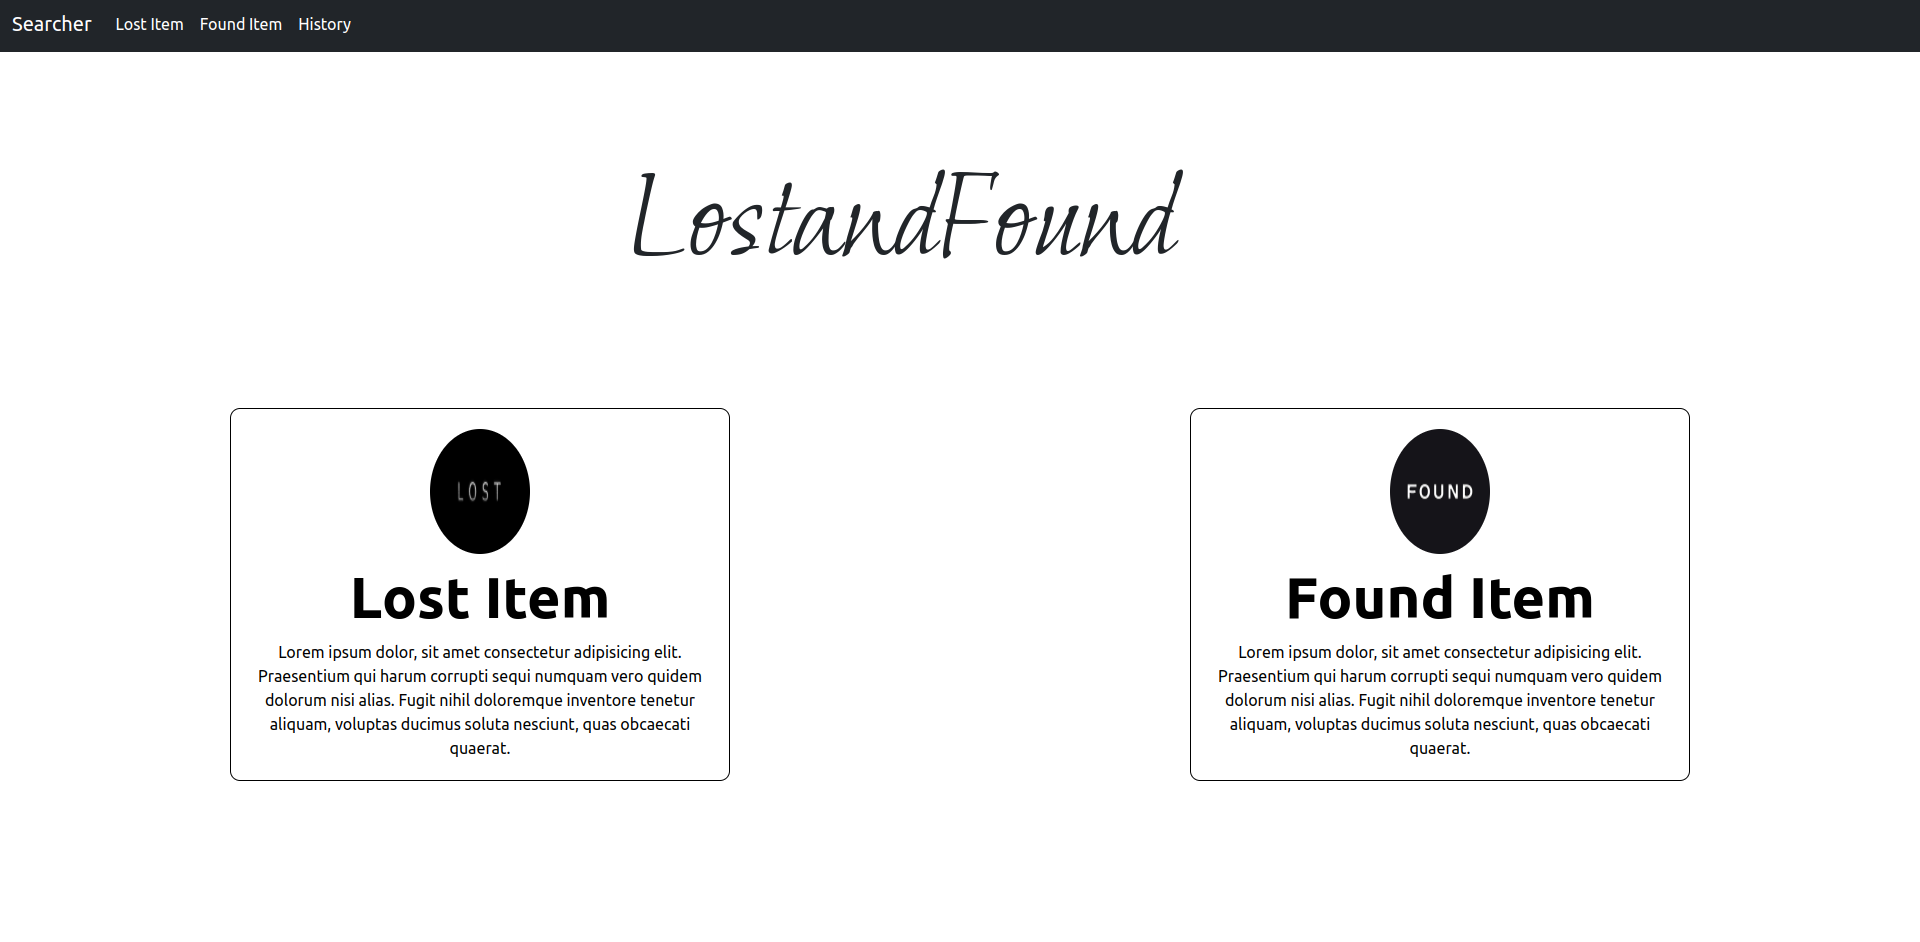 Searcher Lost Item Found Item History
LostandFound
LOST
Lost Item
Lorem ipsum dolor, sit amet consectetur adipisicing elit.
Praesentium qui harum corrupti sequi numquam vero quidem
dolorum nisi alias. Fugit nihil doloremque inventore tenetur
aliquam, voluptas ducimus soluta nesciunt, quas obcaecati
quaerat.
FOUND
Found Item
Lorem ipsum dolor, sit amet consectetur adipisicing elit.
Praesentium qui harum corrupti sequi numquam vero quidem
dolorum nisi alias. Fugit nihil doloremque inventore tenetur
aliquam, voluptas ducimus soluta nesciunt, quas obcaecati
quaerat.